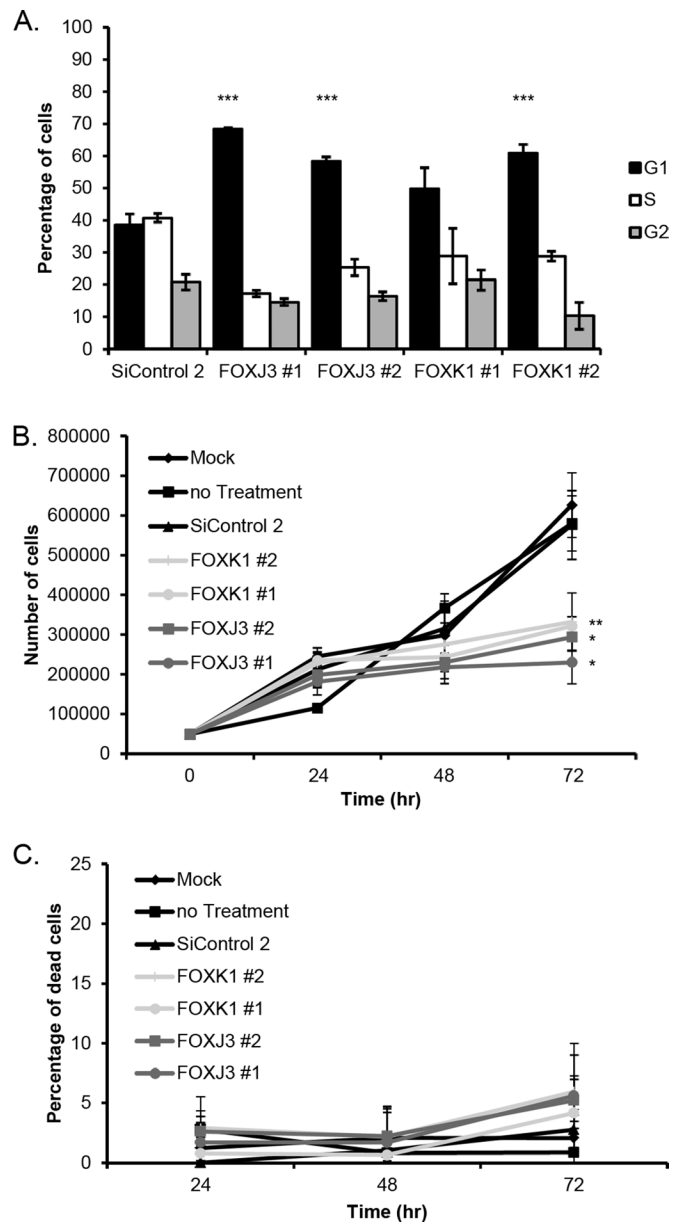 A.
100
90
80
70
60
50
40
30
20
10
0
Percentage of cells
***
***
***
G1
S
G2
SiControl 2
FOXJ3 #1
FOXJ3 #2
FOXK1 #1
FOXK1 #2
B.
800000
700000
600000
500000
400000
300000
200000
100000
0
Number of cells
Mock
no Treatment
SiControl 2
FOXK1 #2
FOXK1 #1
FOXJ3 #2
FOXJ3 #1
**
*
*
0
24
48
72
Time (hr)
C.
25
20
15
10
5
0
Percentage of dead cells
Mock
no Treatment
SiControl 2
FOXK1 #2
FOXK1 #1
FOXJ3 #2
FOXJ3 #1
24
48
72
Time (hr)